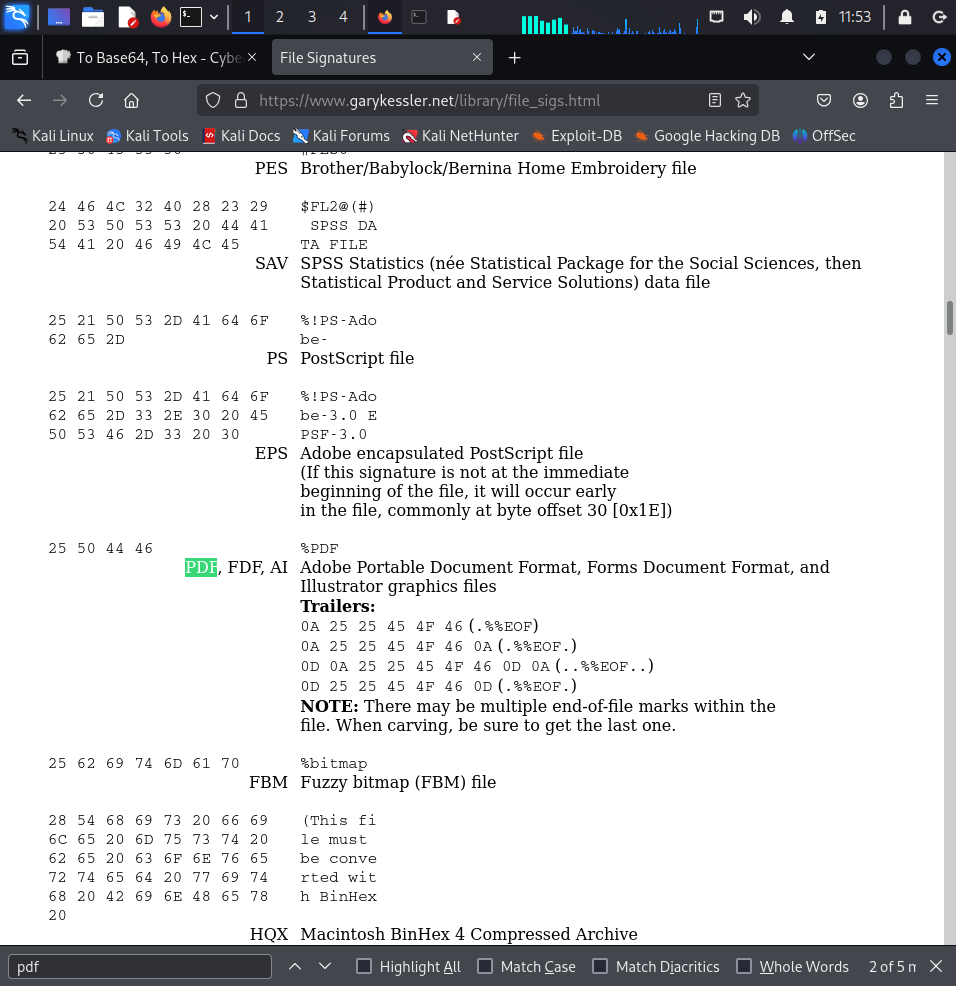 1 2 3 4 11:53
To Base64, To Hex - Cybe
File Signatures
https://www.garykessler.net/library/file_sigs.html
Kali Linux Kali Tools Kali Docs Kali Forums Kali NetHunter Exploit-DB Google Hacking DB OffSec
PES Brother/Babylock/Bernina Home Embroidery file
24 46 4C 32 40 28 23 29 $FL2@(#)
20 53 50 53 53 20 44 41 SPSS DA
54 41 20 46 49 4C 45 TA FILE
SAV SPSS Statistics (née Statistical Package for the Social Sciences, then
Statistical Product and Service Solutions) data file
25 21 50 53 2D 41 64 6F %!PS-Ado
62 65 2D be-
PS PostScript file
25 21 50 53 2D 41 64 6F %!PS-Ado
62 65 2D 33 2E 30 20 45 be-3.0 E
50 53 46 2D 33 20 30 PSF-3.0
EPS Adobe encapsulated PostScript file
(If this signature is not at the immediate
beginning of the file, it will occur early
in the file, commonly at byte offset 30 [0x1E])
25 50 44 46 %PDF
PDF, FDF, AI Adobe Portable Document Format, Forms Document Format, and
Illustrator graphics files
Trailers:
0A 25 25 45 4F 46 (.%%EOF)
0A 25 25 45 4F 46 0A (.%%EOF.)
0D 0A 25 25 45 4F 46 0D 0A (..%%EOF..)
0D 25 25 45 4F 46 0D (.%%EOF.)
NOTE: There may be multiple end-of-file marks within the
file. When carving, be sure to get the last one.
25 62 69 74 6D 61 70 %bitmap
FBM Fuzzy bitmap (FBM) file
28 54 68 69 73 20 66 69 (This fi
6C 65 20 6D 75 73 74 20 le must
62 65 20 63 6F 6E 76 65 be conve
72 74 65 64 20 77 69 74 rted wit
68 20 42 69 6E 48 65 78 h BinHex
20
HQX Macintosh BinHex 4 Compressed Archive
pdf Highlight All Match Case Match Diacritics Whole Words 2 of 5 m